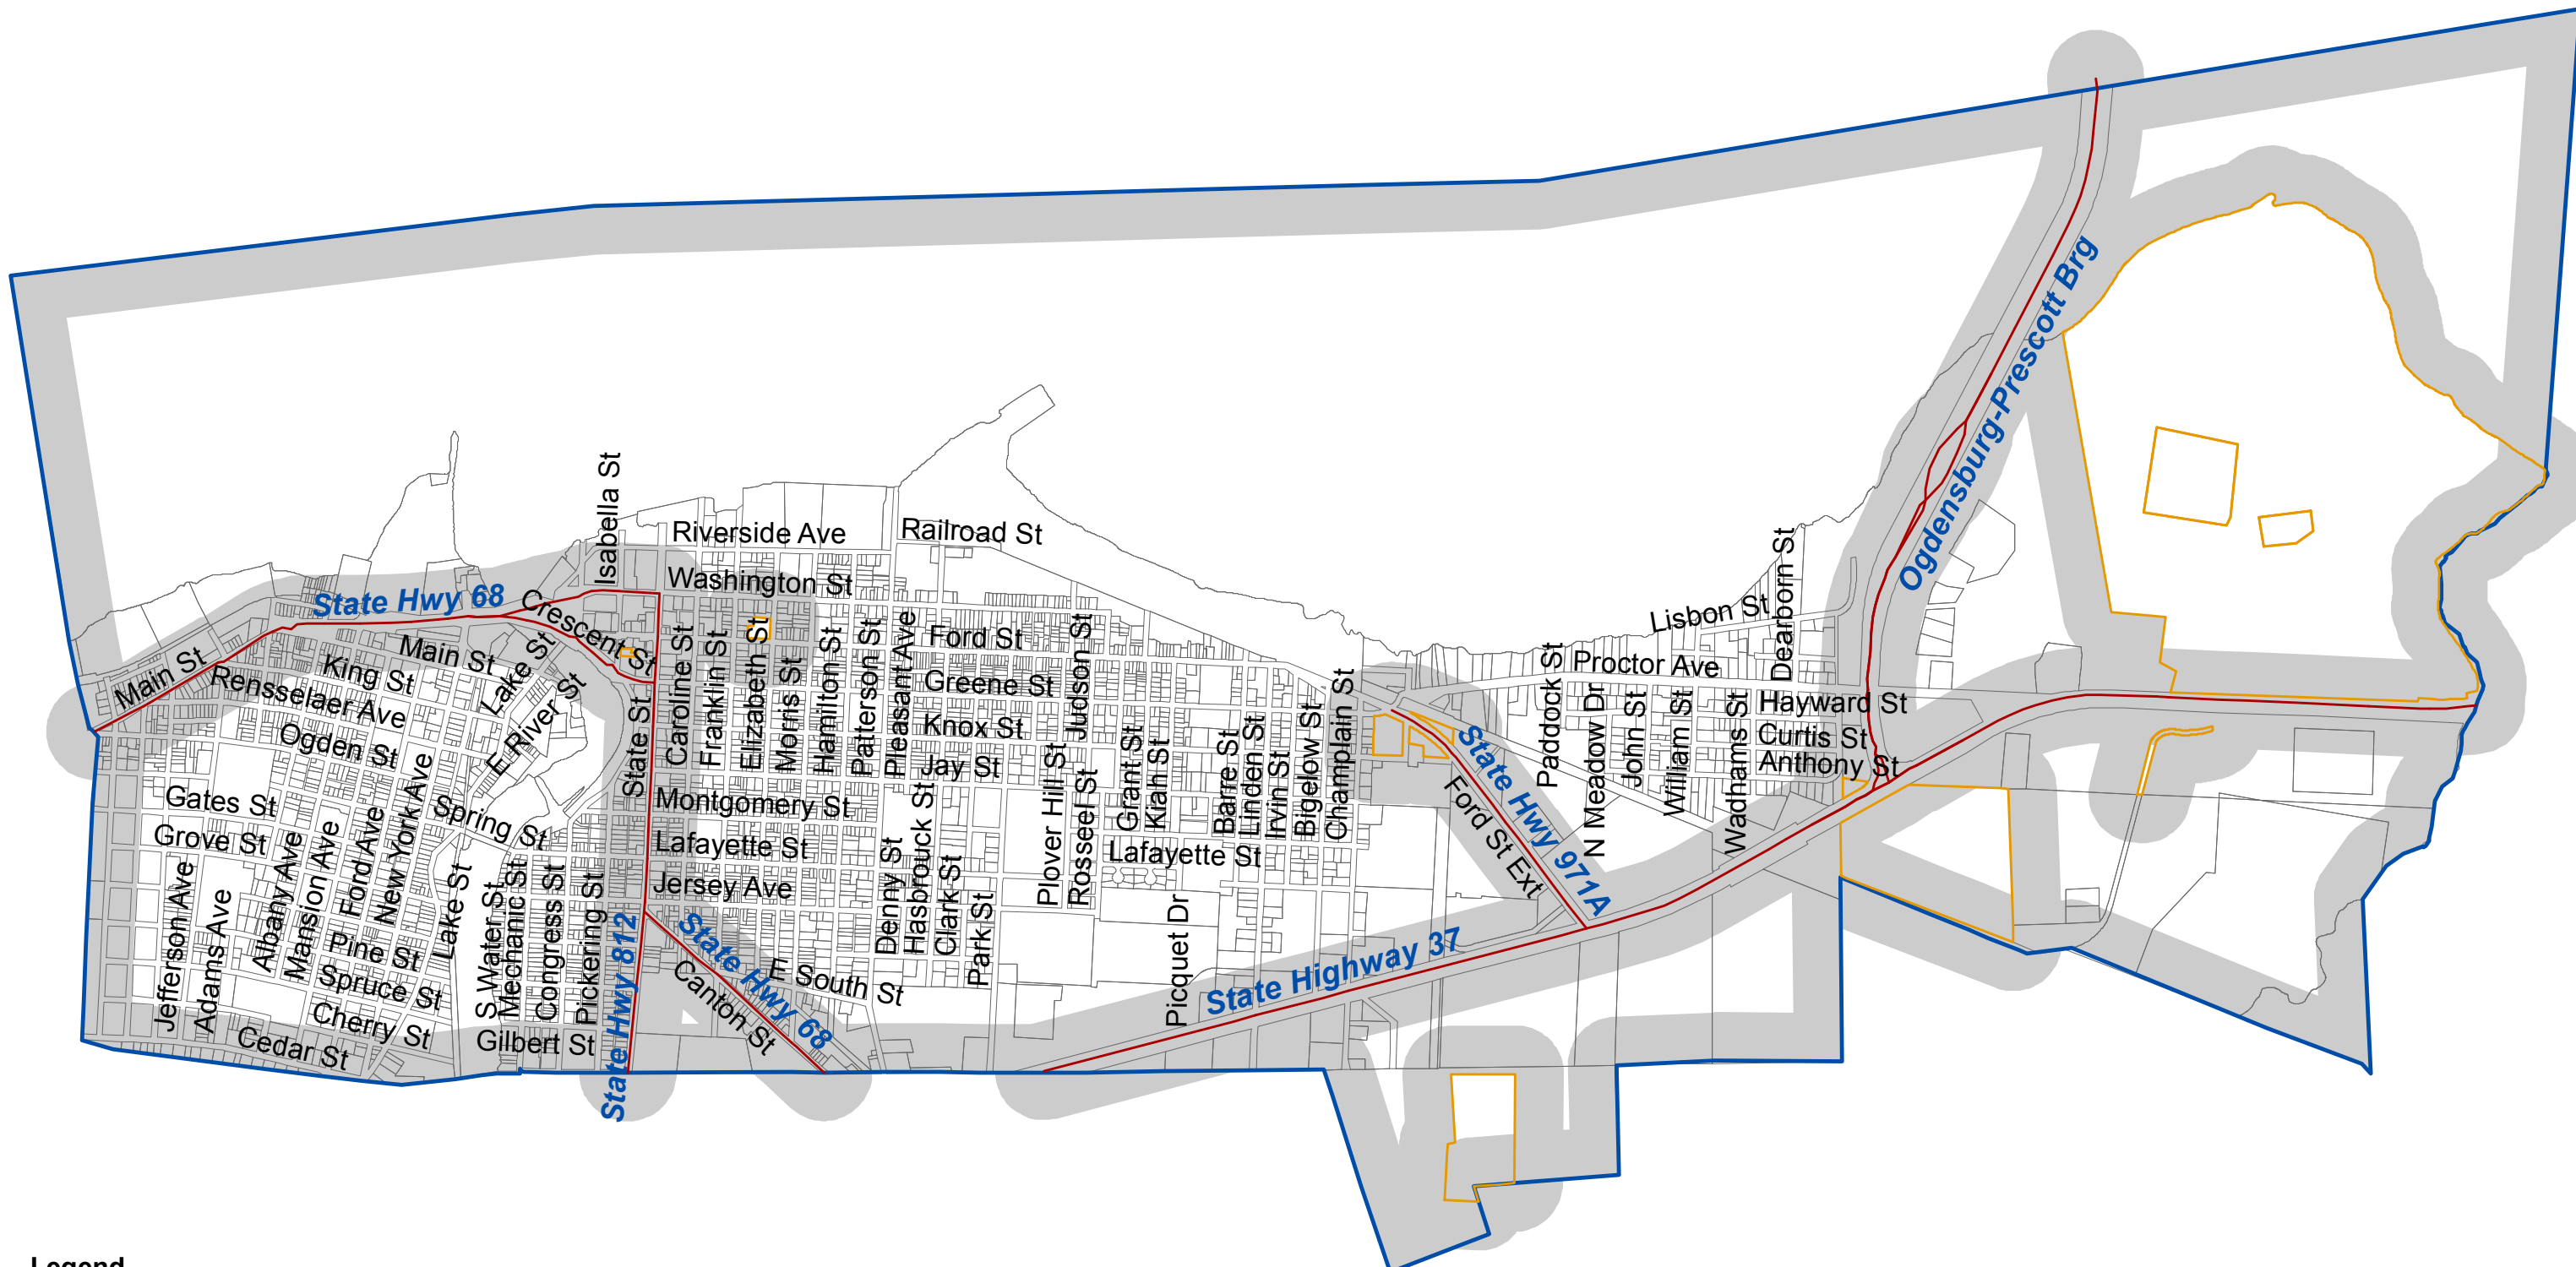 Ogdensburg-Prescott Brg
Isabella St
Riverside Ave
Railroad St
Washington St
State Hwy 68
Crescent St
Main St
Main St
King St
Rensselaer Ave
Ogden St
Lake St
E River St
State St
Caroline St
Franklin St
Elizabeth St
Morris St
Hamilton St
Patterson St
Pleasant Ave
Ford St
Greene St
Knox St
Jay St
Judson St
Plover Hill St
Rosseel St
Grant St
Kiah St
Barre St
Linden St
Irvin St
Bigelow St
Champlain St
Lisbon St
Dearborn St
Proctor Ave
Paddock St
N Meadow Dr
John St
William St
Wadhams St
Hayward St
Curtis St
Anthony St
State Hwy 971A
Ford St Ext
Gates St
Grove St
Spring St
Montgomery St
Lafayette St
Lafayette St
Jersey Ave
Jefferson Ave
Adams Ave
Albany Ave
Mansion Ave
Ford Ave
New York Ave
Lake St
S Water St
Mechanic St
Congress St
Pickering St
Denny St
Hasbrouck St
Clark St
Park St
Picquet Dr
State Highway 37
State Hwy 812
State Hwy 68
E South St
Canton St
Pine St
Spruce St
Cherry St
Cedar St
Gilbert St
Legend